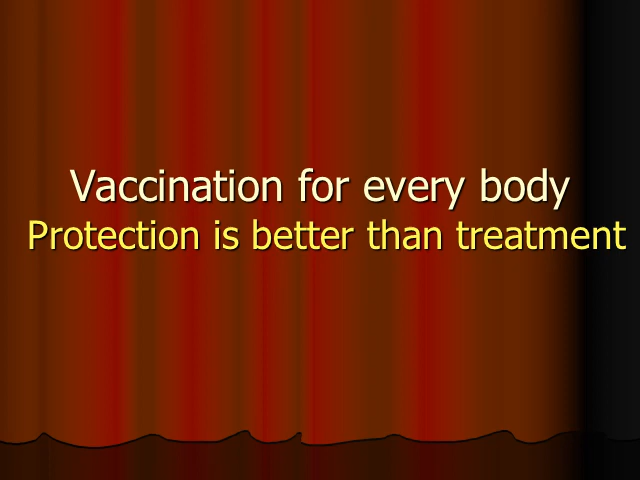 Vaccination for every body
Protection is better than treatment